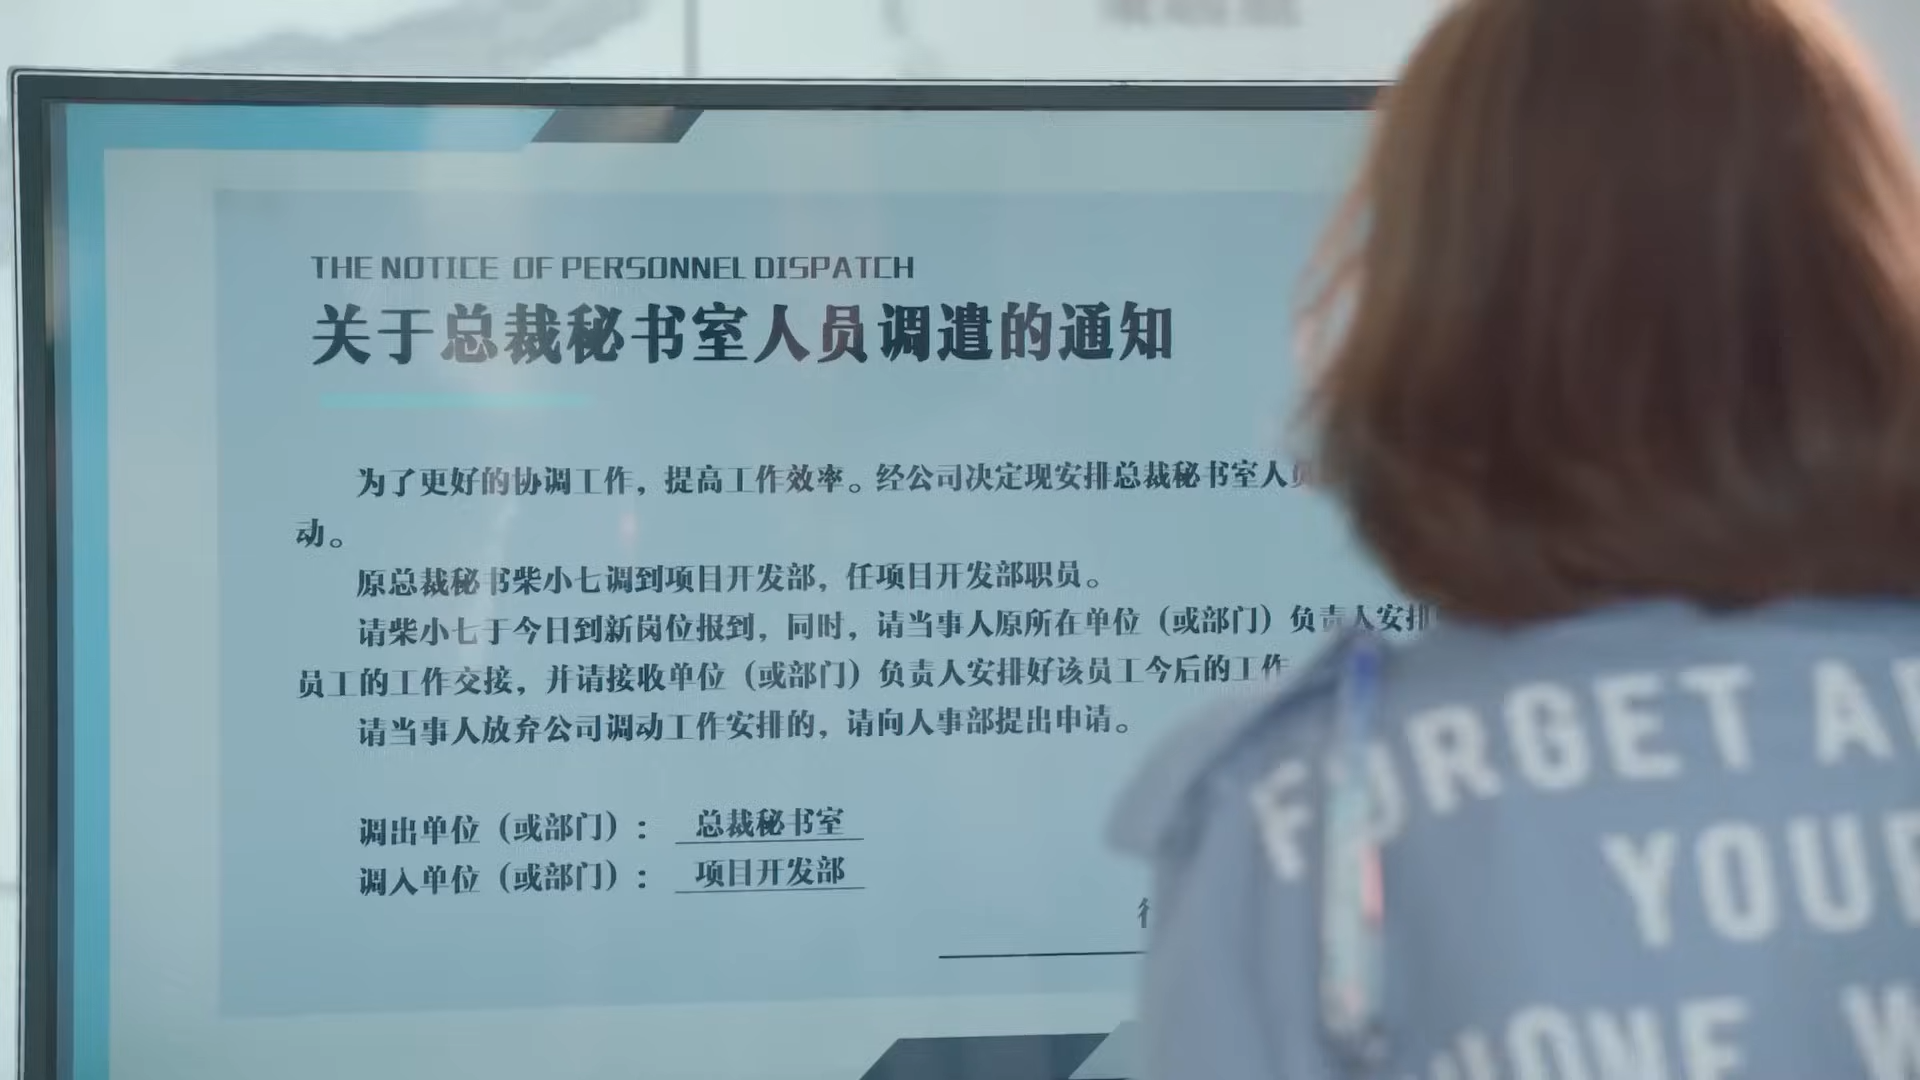 THE NOTICE OF PERSONNEL DISPATCH
关于总裁秘书室人员调遣的通知
为了更好的协调工作，提高工作效率。经公司决定现安排总裁秘书室人员
动。
原总裁秘书柴小七调到项目开发部，任项目开发部职员。
请柴小七于今日到新岗位报到，同时，请当事人原所在单位（或部门）负责人安排
员工的工作交接，并请接收单位（或部门）负责人安排好该员工今后的工作
请当事人放弃公司调动工作安排的，请向人事部提出申请。
调出单位（或部门）： 总裁秘书室
调入单位（或部门）： 项目开发部
FORGET
YOUR